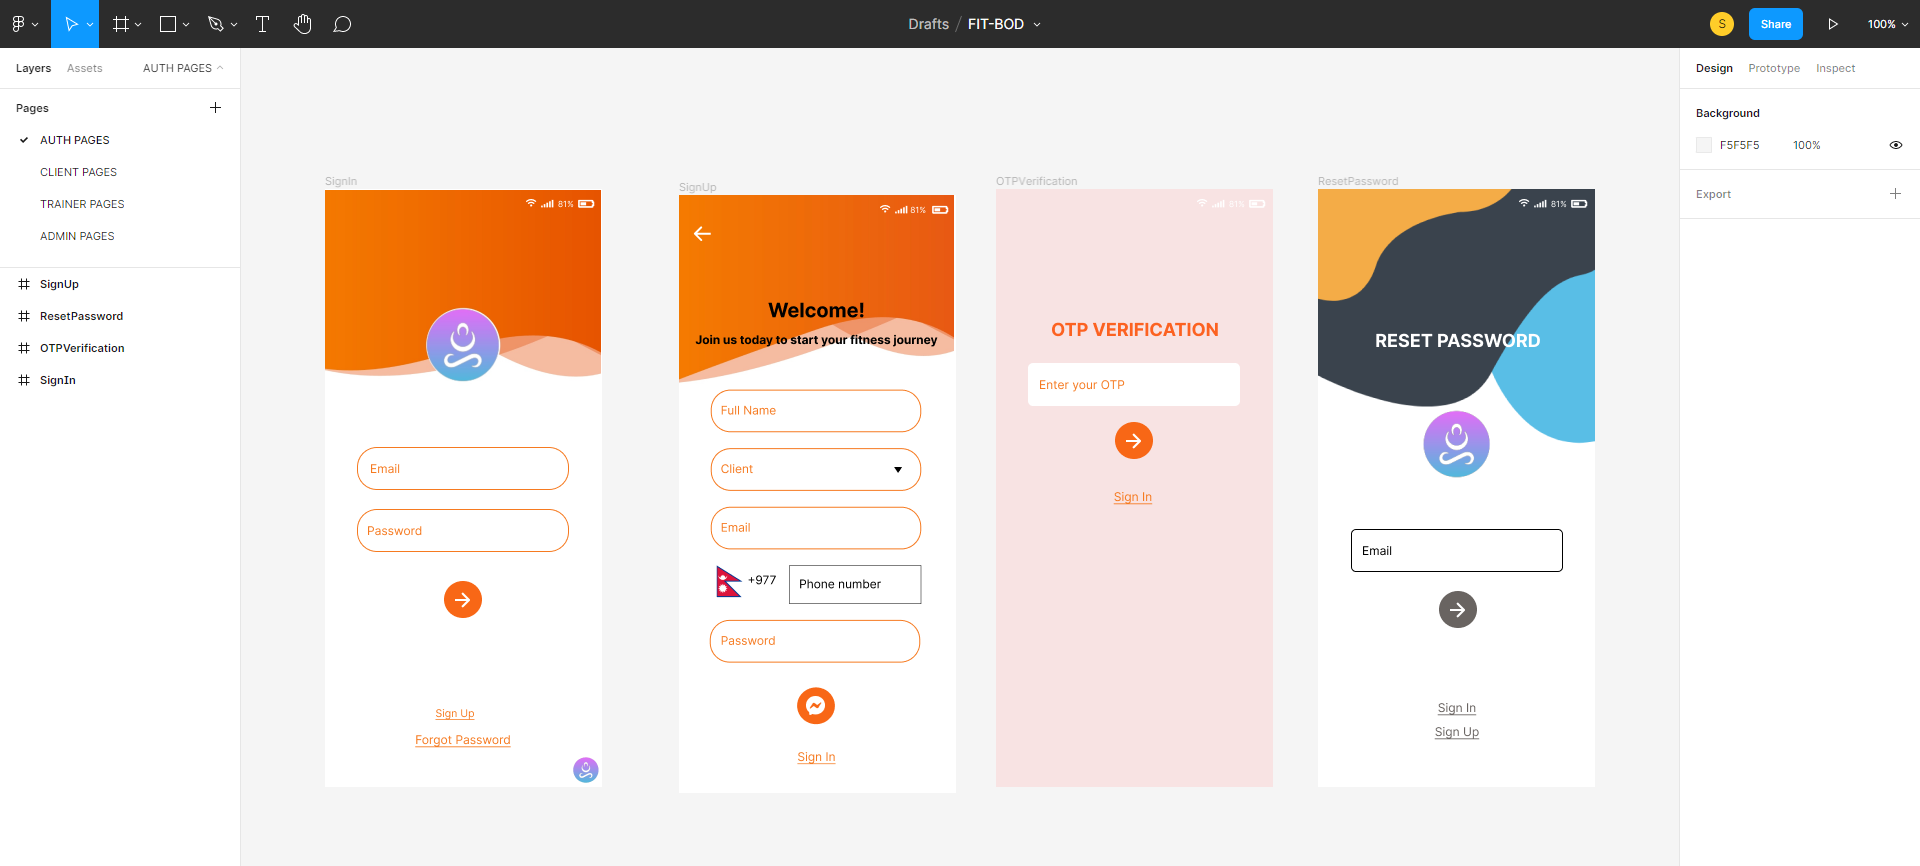 Drafts / FIT-BOD
S
Share
100%
Layers
Assets
AUTH PAGES
Pages
AUTH PAGES
CLIENT PAGES
TRAINER PAGES
ADMIN PAGES
SignUp
ResetPassword
OTPVerification
SignIn
SignIn
81%
Email
Password
Sign Up
Forgot Password
SignUp
81%
Welcome!
Join us today to start your fitness journey
Full Name
Client
Email
+977
Phone number
Password
Sign In
OTPVerification
81%
OTP VERIFICATION
Enter your OTP
Sign In
ResetPassword
81%
RESET PASSWORD
Email
Sign In
Sign Up
Design
Prototype
Inspect
Background
F5F5F5
100%
Export